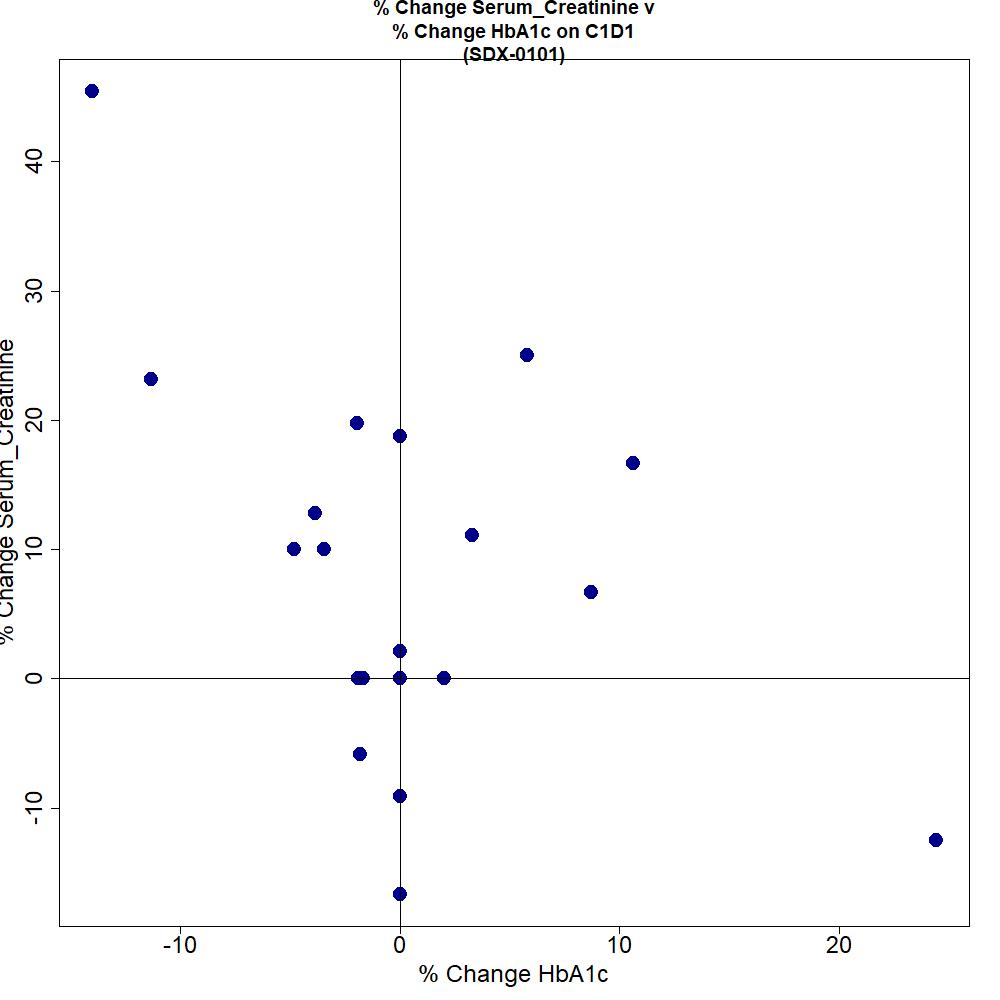 % Change Serum_Creatinine v
% Change HbA1c on C1D1
(SDX-0101)
% Change Serum_Creatinine
40
30
20
10
0
-10
-10
0
10
20
% Change HbA1c